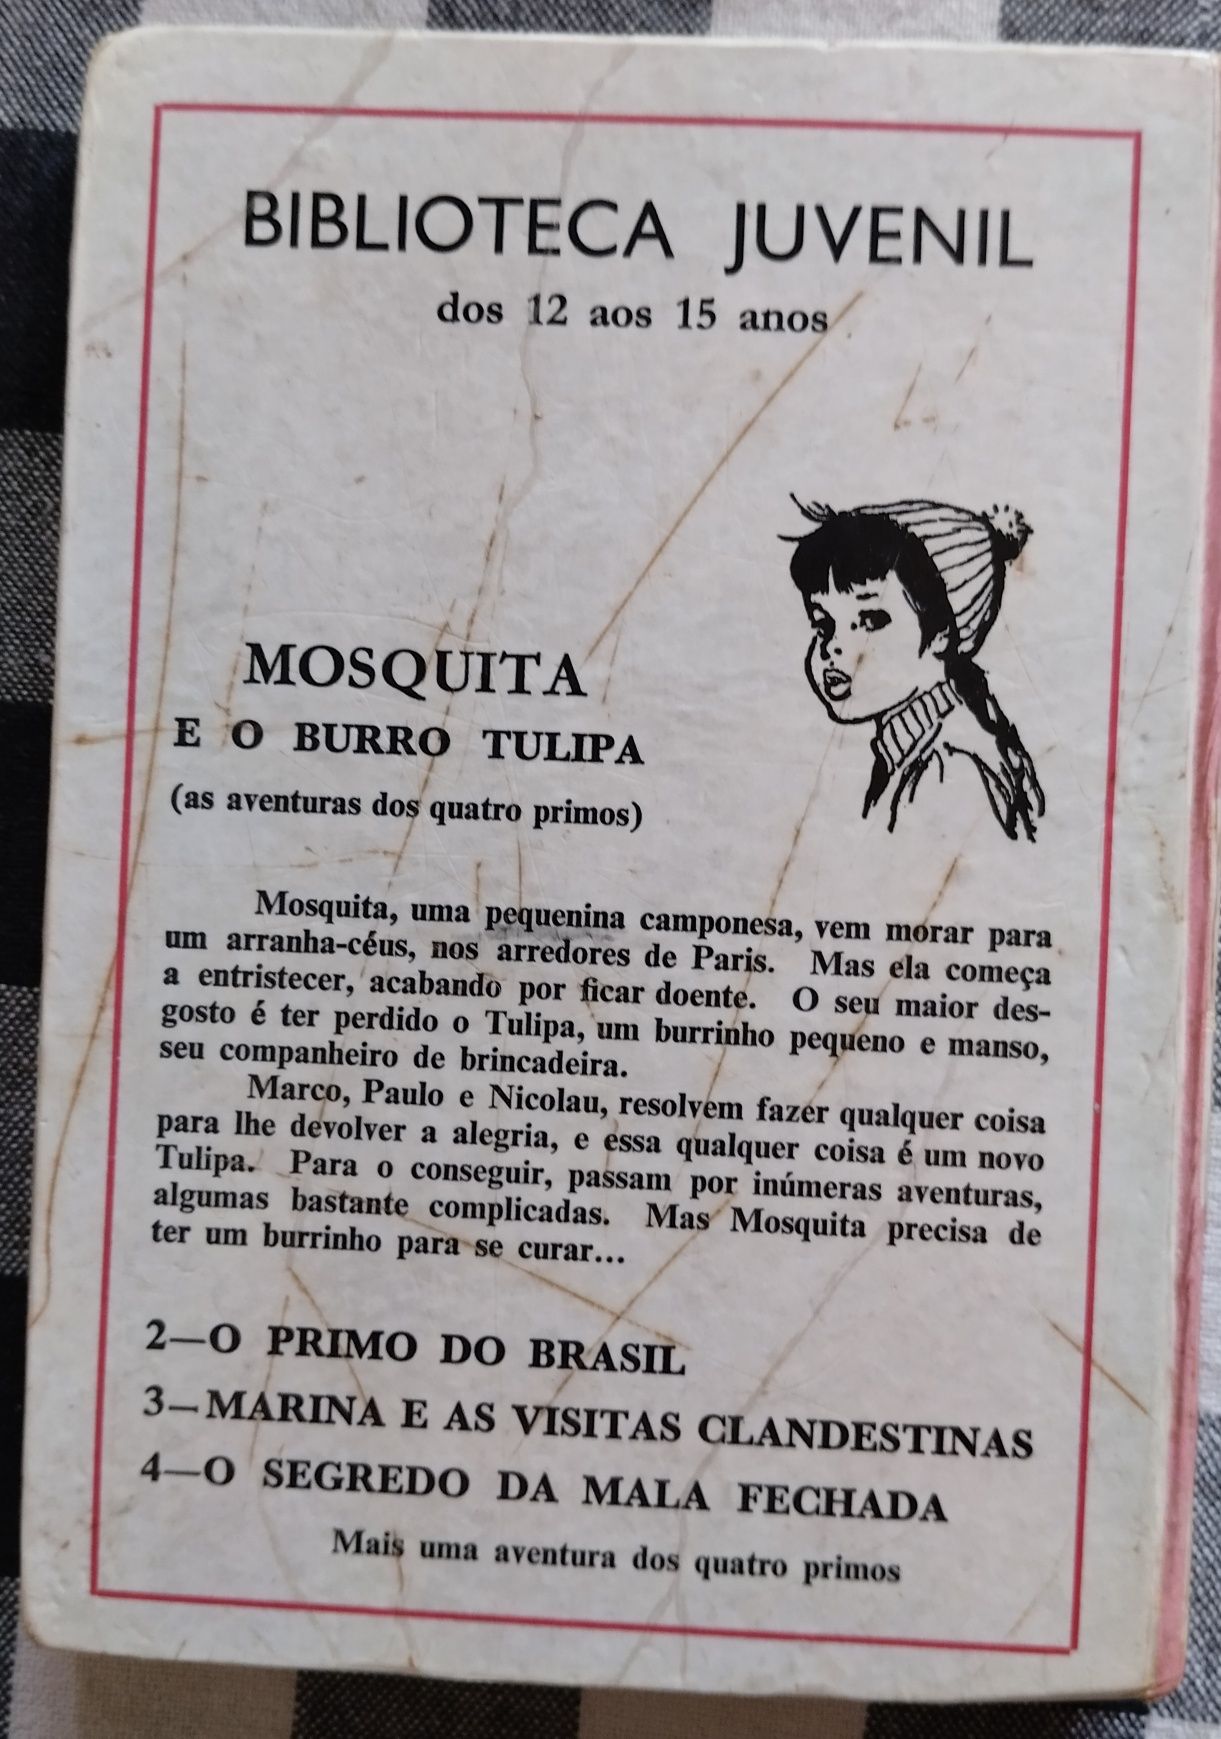 BIBLIOTECA JUVENIL
dos 12 aos 15 anos
MOSQUITA
E O BURRO TULIPA
(as aventuras dos quatro primos)
Mosquita, uma pequenina camponesa, vem morar para
um arranha-céus, nos arredores de Paris. Mas ela começa
a entristecer, acabando por ficar doente. O seu maior des-
gosto é ter perdido o Tulipa, um burrinho pequeno e manso,
seu companheiro de brincadeira.
Marco, Paulo e Nicolau, resolvem fazer qualquer coisa
para lhe devolver a alegria, e essa qualquer coisa é um novo
Tulipa. Para o conseguir, passam por inúmeras aventuras,
algumas bastante complicadas. Mas Mosquita precisa de
ter um burrinho para se curar...
2—O PRIMO DO BRASIL
3—MARINA E AS VISITAS CLANDESTINAS
4—O SEGREDO DA MALA FECHADA
Mais uma aventura dos quatro primos